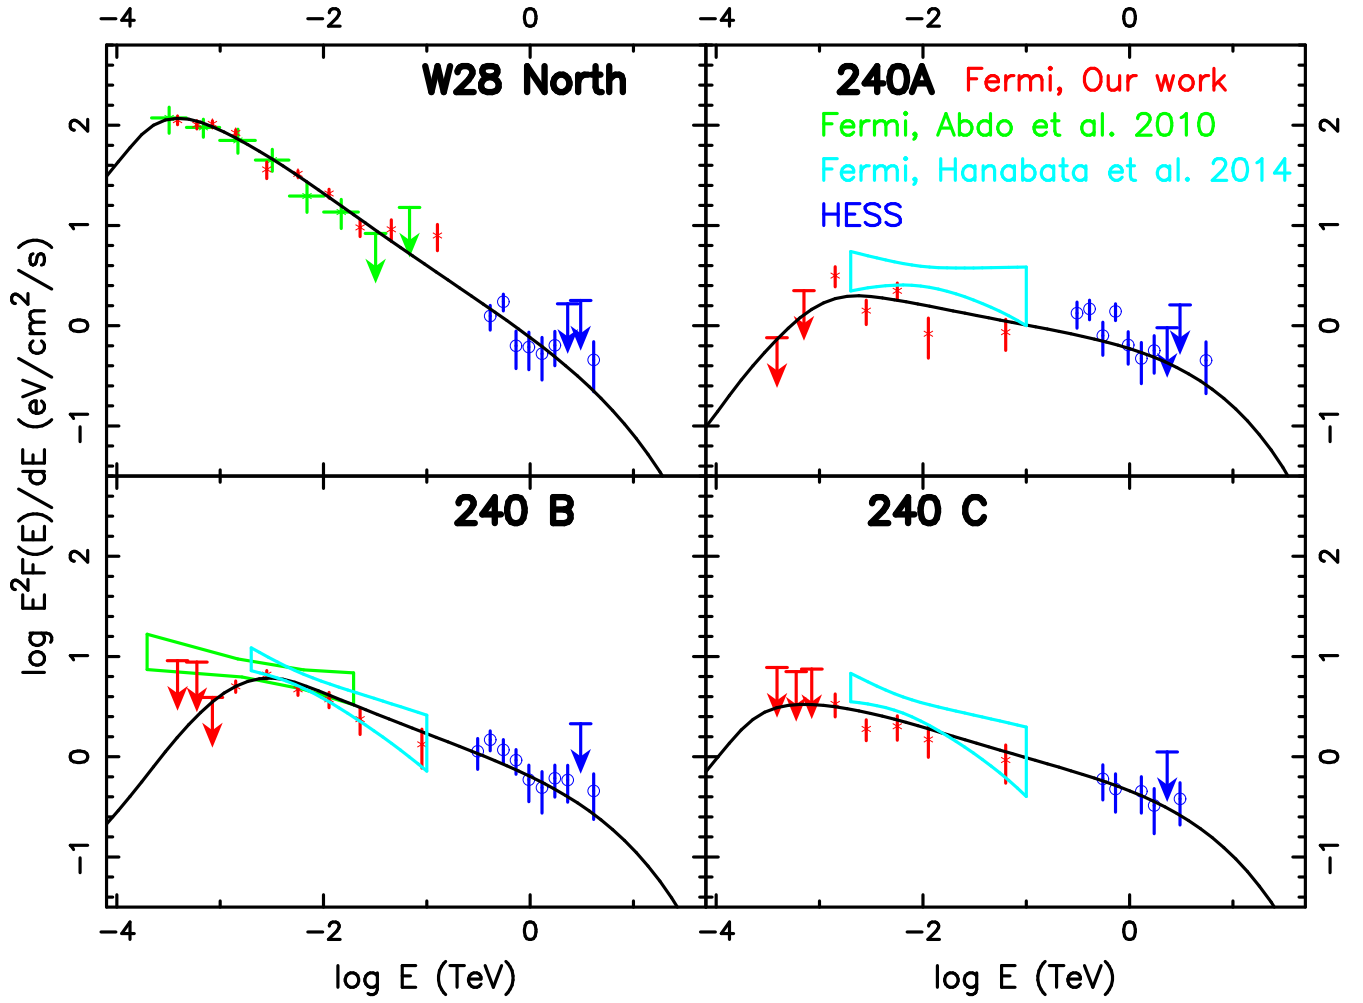 −4 −2 0 −4 −2 0
W28 North
240A Fermi, Our work
Fermi, Abdo et al. 2010
Fermi, Hanabata et al. 2014
HESS
2 2
1 1
0 0
−1 −1
240 B
240 C
2 2
1 1
0 0
−1 −1
log E²F(E)/dE (eV/cm²/s)
−4 −2 0 −4 −2 0
log E (TeV) log E (TeV)